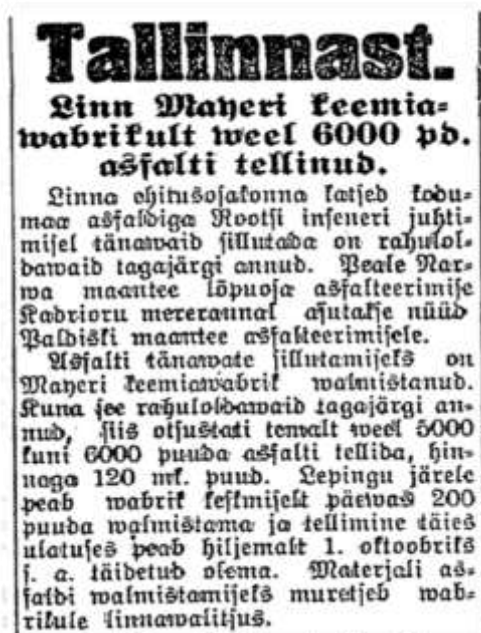 Tallinnast.
Linn Mayeri keemia-
wabrikult weel 6000 pd.
asfalti tellinud.
Linna ehitusosakonna katsed kodu-
maa asfaldiga Rootsi inseneri juhti-
misel tänawaid sillutada on rahulol-
dawaid tagajärgi annud. Peale Nar-
wa maantee lõpuosa asfalteerimise
Kadrioru mererannal asutakse nüüd
Paldiski maantee asfalteerimisele.
Asfalti tänawate sillutamiseks on
Mayeri keemiawabrik walmistanud.
Kuna see rahuloldawaid tagajärgi an-
nud, siis otsustati temalt weel 5000
kuni 6000 puuda asfalti tellida, hin-
naga 120 mk. puud. Lepingu järele
peab wabrik keskmiselt päewas 200
puuda walmistama ja tellimine täies
ulatuses peab hiljemalt 1. oktoobriks
s. a. täidetud olema. Materjali as-
faldi walmistamiseks muretseb wab-
rikule linnawalitsus.